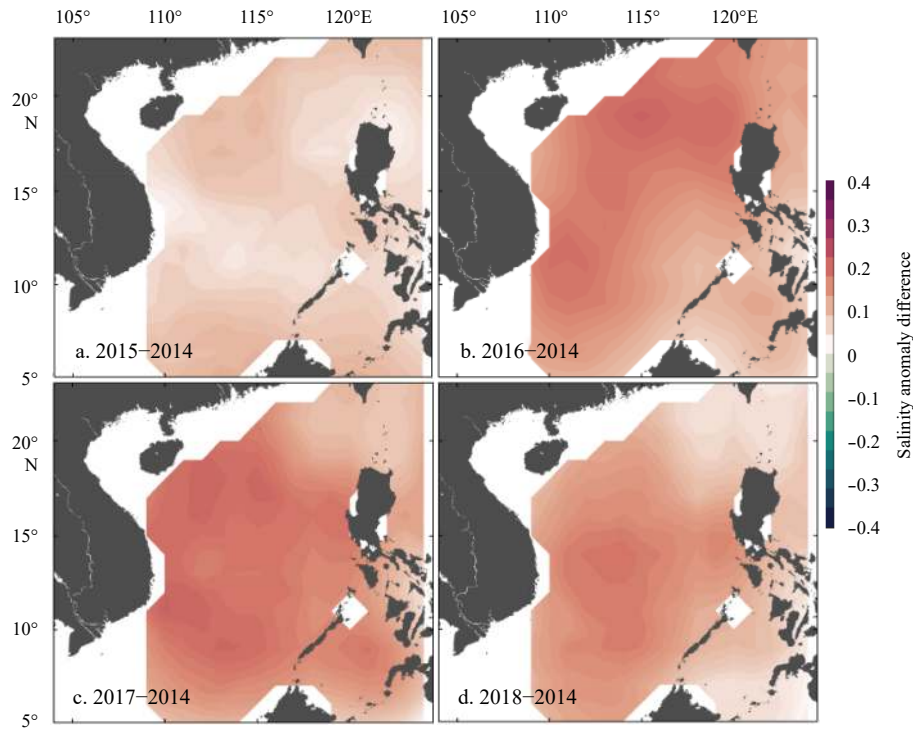 105° 110° 115° 120°E 105° 110° 115° 120°E
20°
N
15°
10°
5°
a. 2015−2014
b. 2016−2014
20°
N
15°
10°
5°
c. 2017−2014
d. 2018−2014
0.4
0.3
0.2
0.1
0
−0.1
−0.2
−0.3
−0.4
Salinity anomaly difference